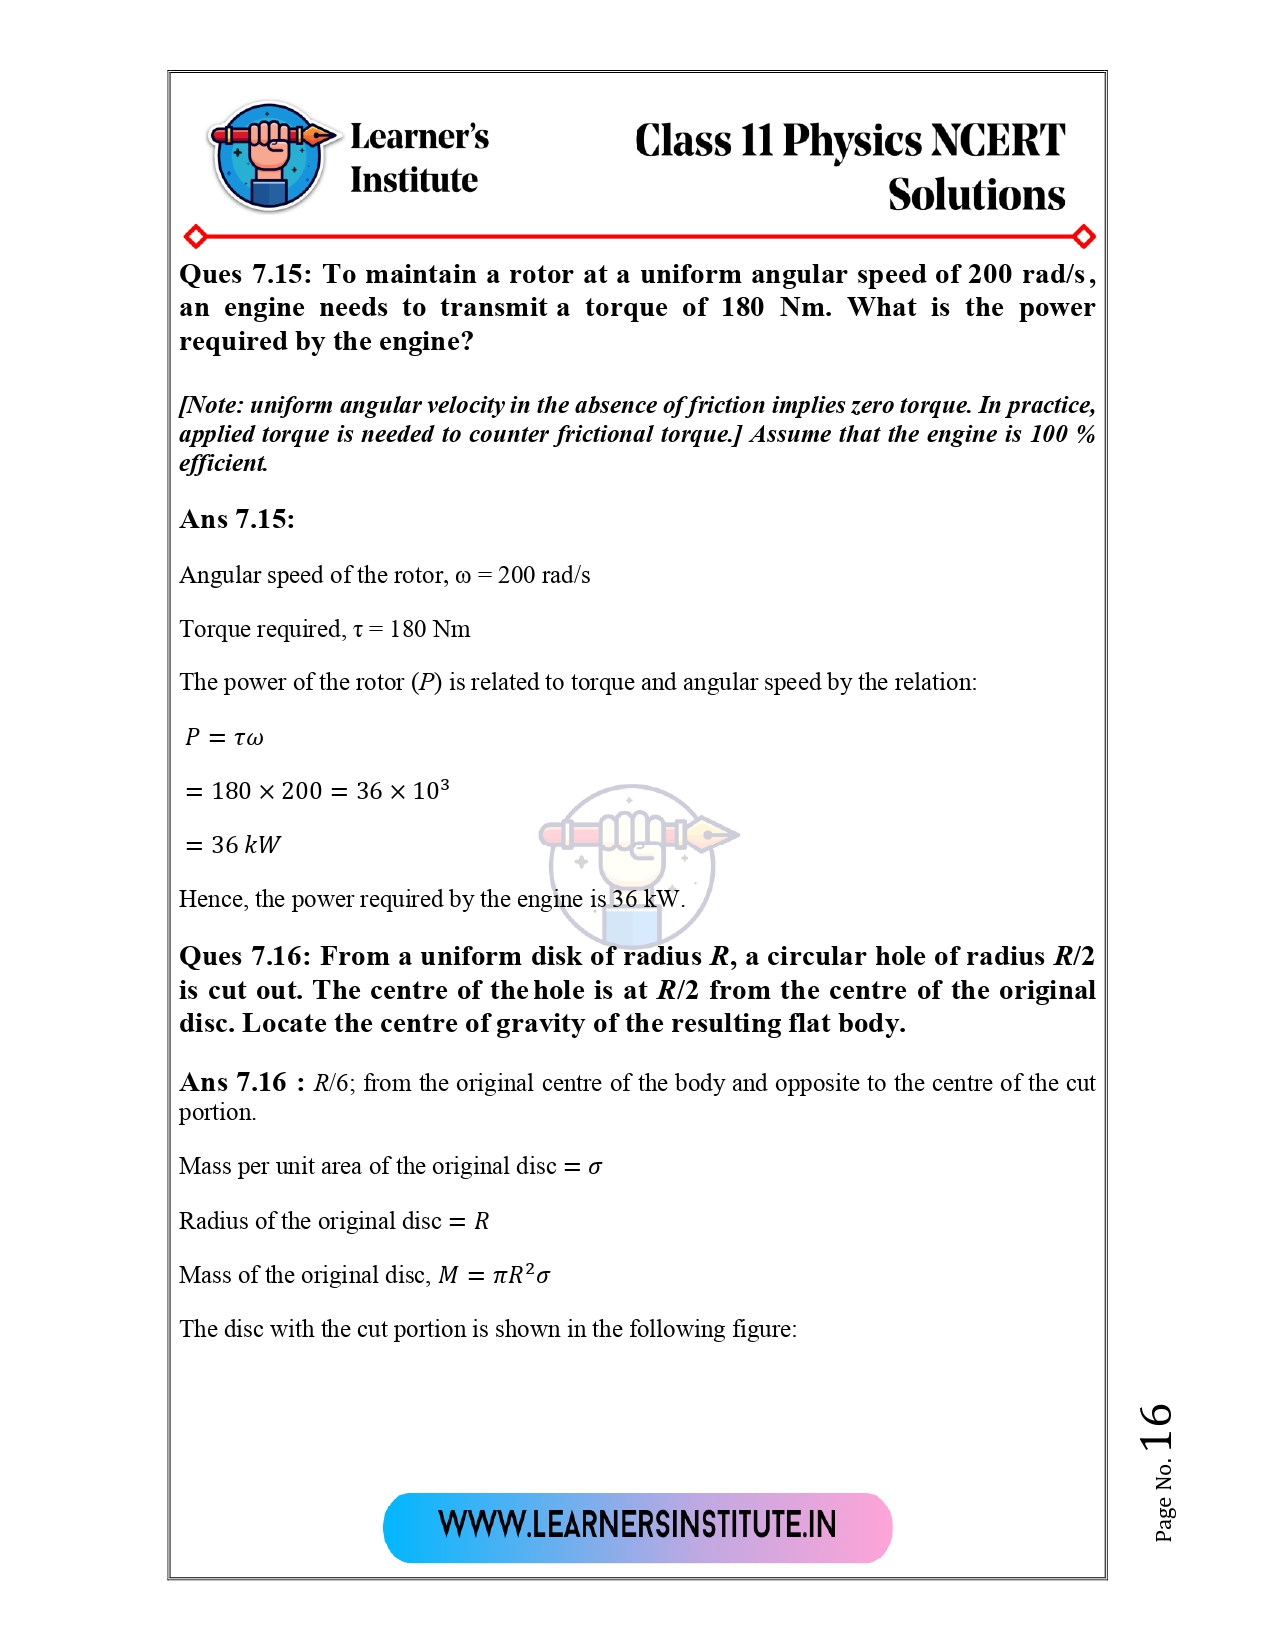 Learner's
Institute
Class 11 Physics NCERT
Solutions
Ques 7.15: To maintain a rotor at a uniform angular speed of 200 rad/s,
an engine needs to transmit a torque of 180 Nm. What is the power
required by the engine?
[Note: uniform angular velocity in the absence of friction implies zero torque. In practice,
applied torque is needed to counter frictional torque.] Assume that the engine is 100 %
efficient.
Ans 7.15:
Angular speed of the rotor, ω = 200 rad/s
Torque required, τ = 180 Nm
The power of the rotor (P) is related to torque and angular speed by the relation:
P = τω
= 180 × 200 = 36 × 10³
= 36 kW
Hence, the power required by the engine is 36 kW.
Ques 7.16: From a uniform disk of radius R, a circular hole of radius R/2
is cut out. The centre of the hole is at R/2 from the centre of the original
disc. Locate the centre of gravity of the resulting flat body.
Ans 7.16 : R/6; from the original centre of the body and opposite to the centre of the cut
portion.
Mass per unit area of the original disc = σ
Radius of the original disc = R
Mass of the original disc, M = πR²σ
The disc with the cut portion is shown in the following figure:
Page No. 16
WWW.LEARNERSINSTITUTE.IN